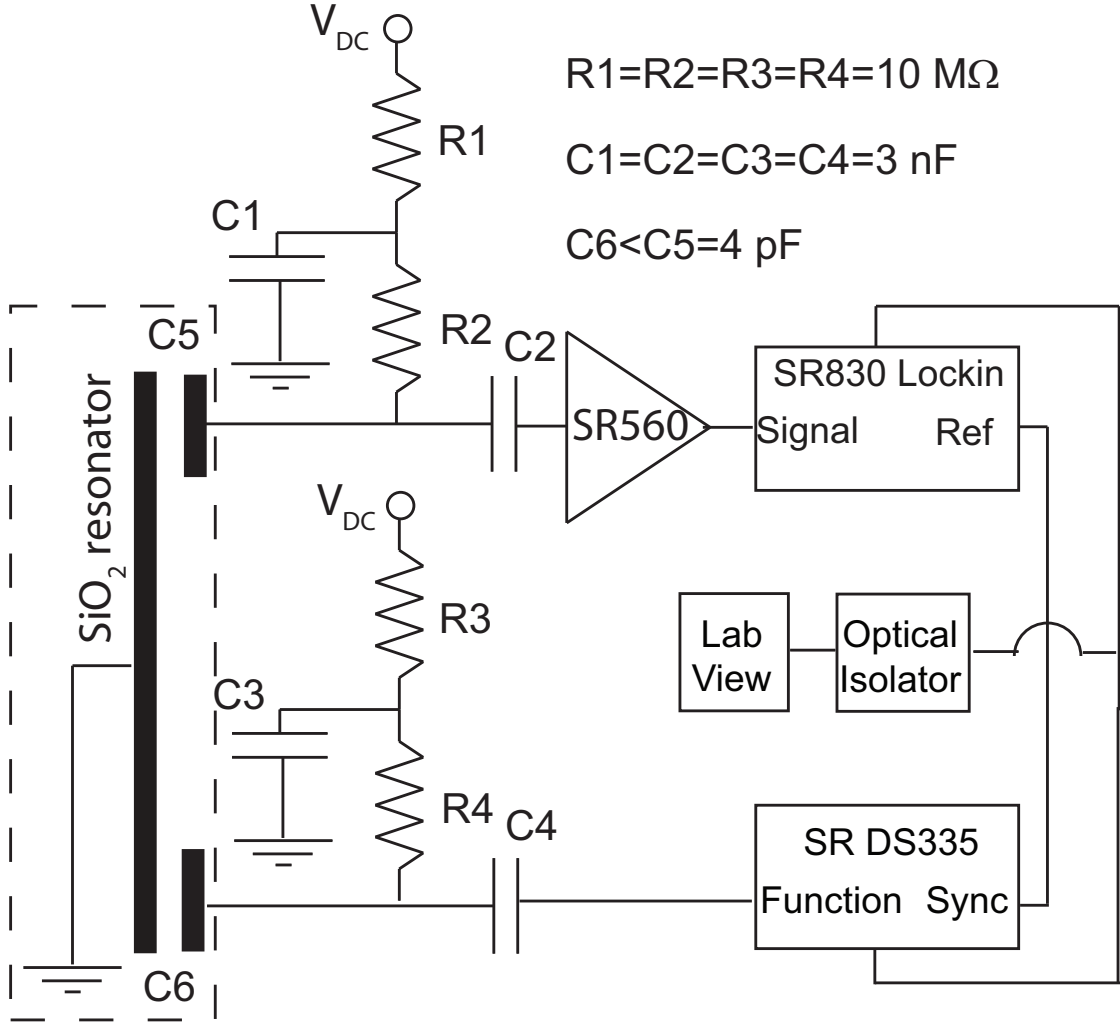 V_DC
R1=R2=R3=R4=10 MΩ
R1
C1=C2=C3=C4=3 nF
C1
C6<C5=4 pF
C5
R2
C2
SR830 Lockin
SR560
Signal Ref
SiO₂ resonator
V_DC
R3
Lab View
Optical Isolator
C3
R4
C4
SR DS335
Function Sync
C6